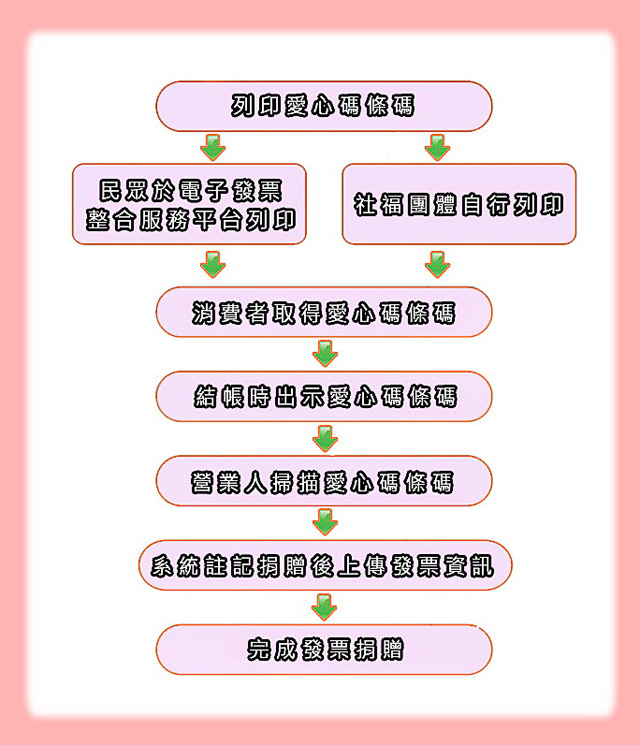 列印愛心碼條碼
民眾於電子發票
整合服務平台列印
社福團體自行列印
消費者取得愛心碼條碼
結帳時出示愛心碼條碼
營業人掃描愛心碼條碼
系統註記捐贈後上傳發票資訊
完成發票捐贈